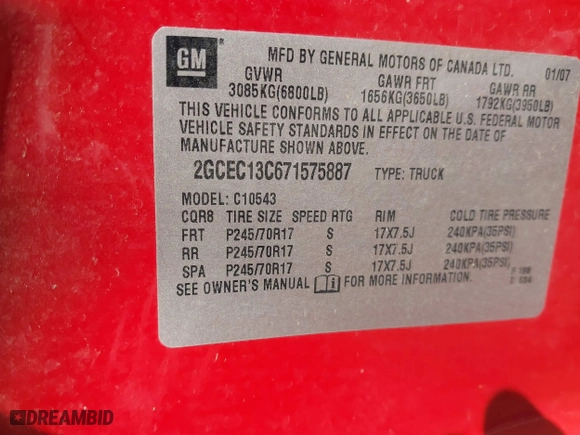 GM
MFD BY GENERAL MOTORS OF CANADA LTD. 01/07
GVWR GAWR FRT GAWR RR
3085KG(6800LB) 1656KG(3650LB) 1792KG(3950LB)
THIS VEHICLE CONFORMS TO ALL APPLICABLE U.S. FEDERAL MOTOR
VEHICLE SAFETY STANDARDS IN EFFECT ON THE DATE OF
MANUFACTURE SHOWN ABOVE.
2GCEC13C671575887 TYPE: TRUCK
MODEL: C10543
CQR8 TIRE SIZE SPEED RTG RIM COLD TIRE PRESSURE
FRT P245/70R17 S 17X7.5J 240KPA(35PSI)
RR P245/70R17 S 17X7.5J 240KPA(35PSI)
SPA P245/70R17 S 17X7.5J 240KPA(35PSI)
SEE OWNER'S MANUAL FOR MORE INFORMATION.
DREAMBID